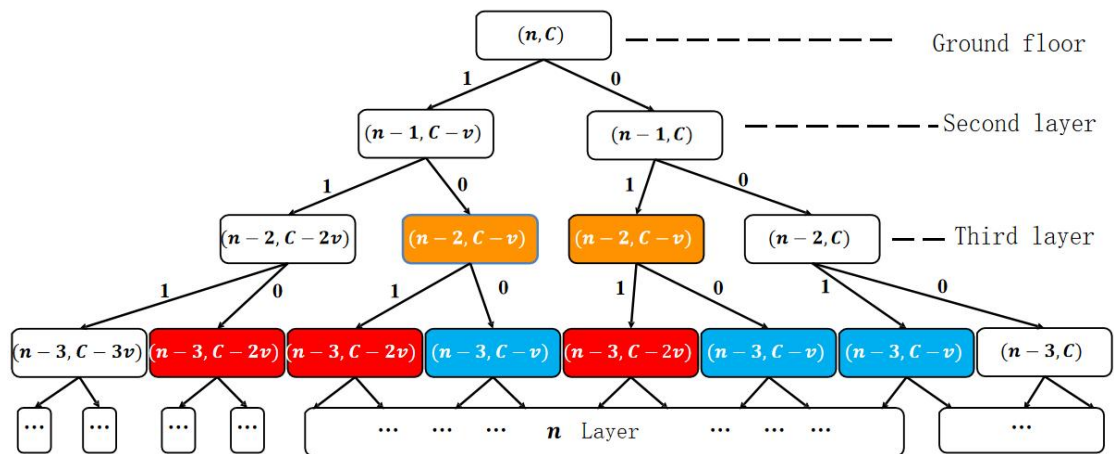 (n, C)
Ground floor
1
0
(n − 1, C − v)
(n − 1, C)
Second layer
1
0
1
0
(n − 2, C − 2v)
(n − 2, C − v)
(n − 2, C − v)
(n − 2, C)
Third layer
1
0
1
0
1
0
1
0
(n − 3, C − 3v)
(n − 3, C − 2v)
(n − 3, C − 2v)
(n − 3, C − v)
(n − 3, C − 2v)
(n − 3, C − v)
(n − 3, C − v)
(n − 3, C)
...
...
...
...
... ... ... n Layer ... ... ...
...